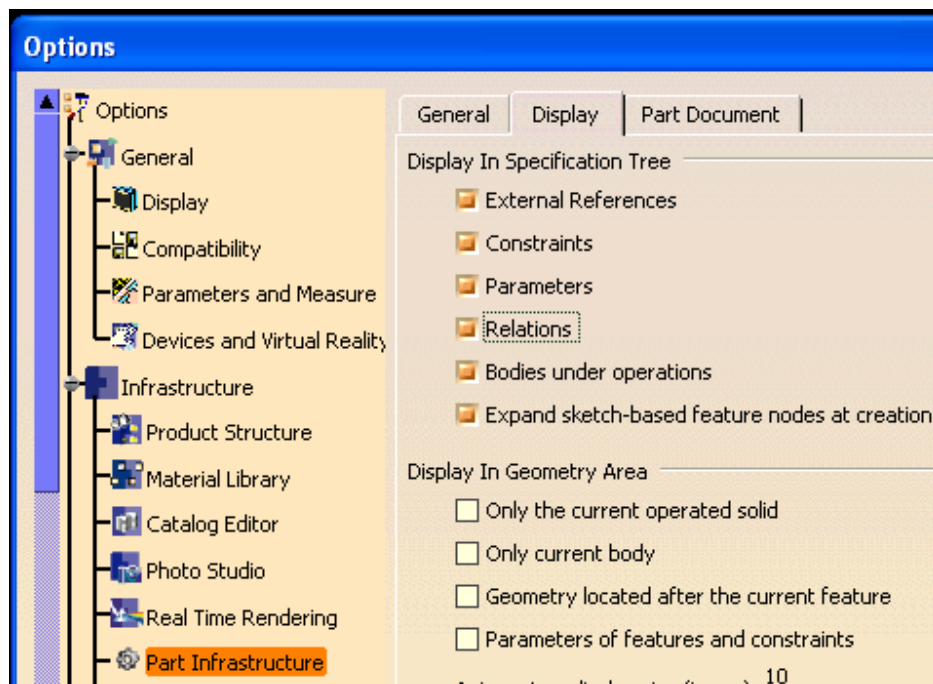 Options
Options
General
Display
Compatibility
Parameters and Measure
Devices and Virtual Reality
Infrastructure
Product Structure
Material Library
Catalog Editor
Photo Studio
Real Time Rendering
Part Infrastructure
General Display Part Document
Display In Specification Tree
External References
Constraints
Parameters
Relations
Bodies under operations
Expand sketch-based feature nodes at creation
Display In Geometry Area
Only the current operated solid
Only current body
Geometry located after the current feature
Parameters of features and constraints
10